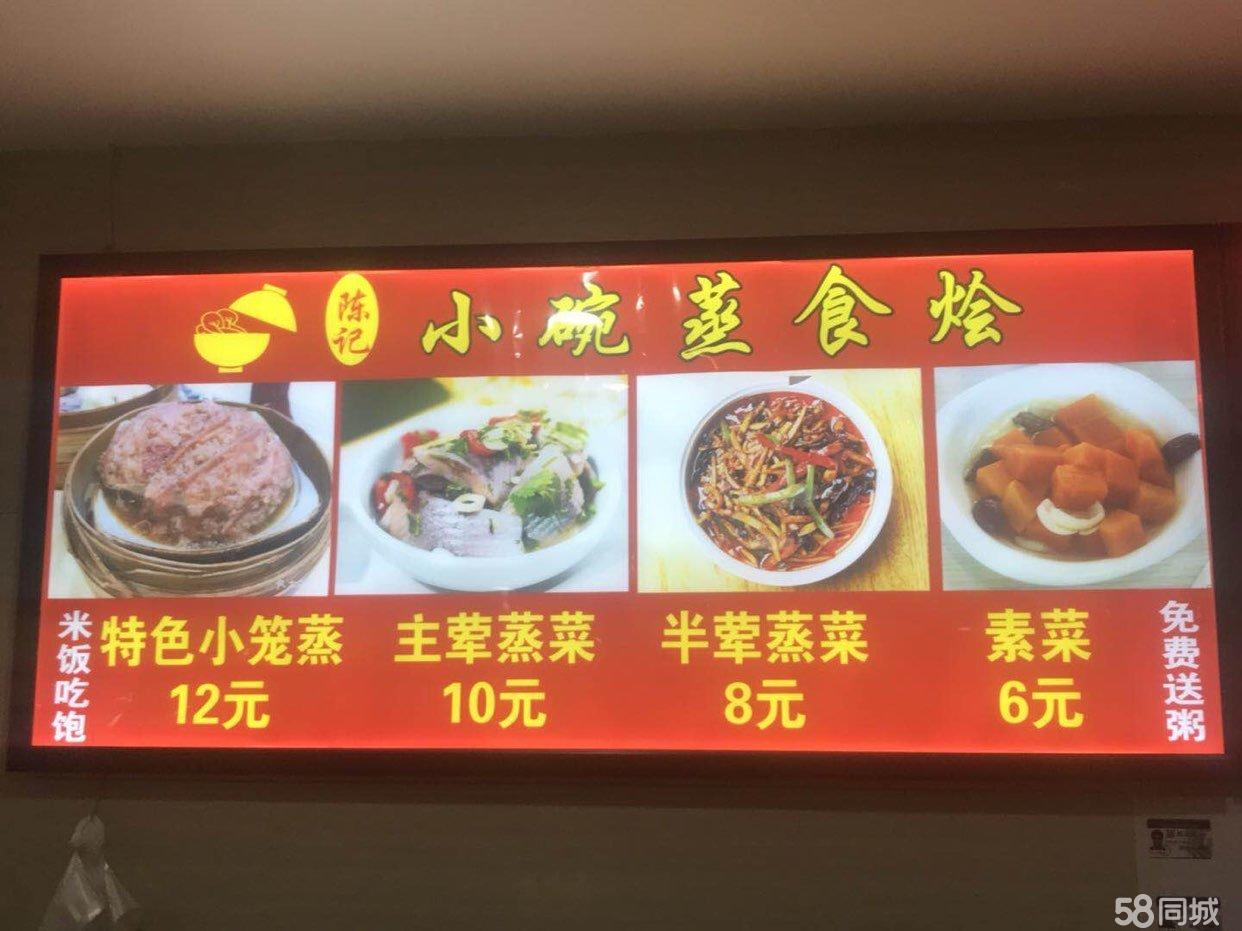 陈记
小碗蒸食烩
米饭吃饱
特色小笼蒸
12元
主荤蒸菜
10元
半荤蒸菜
8元
素菜
6元
免费送粥
58同城